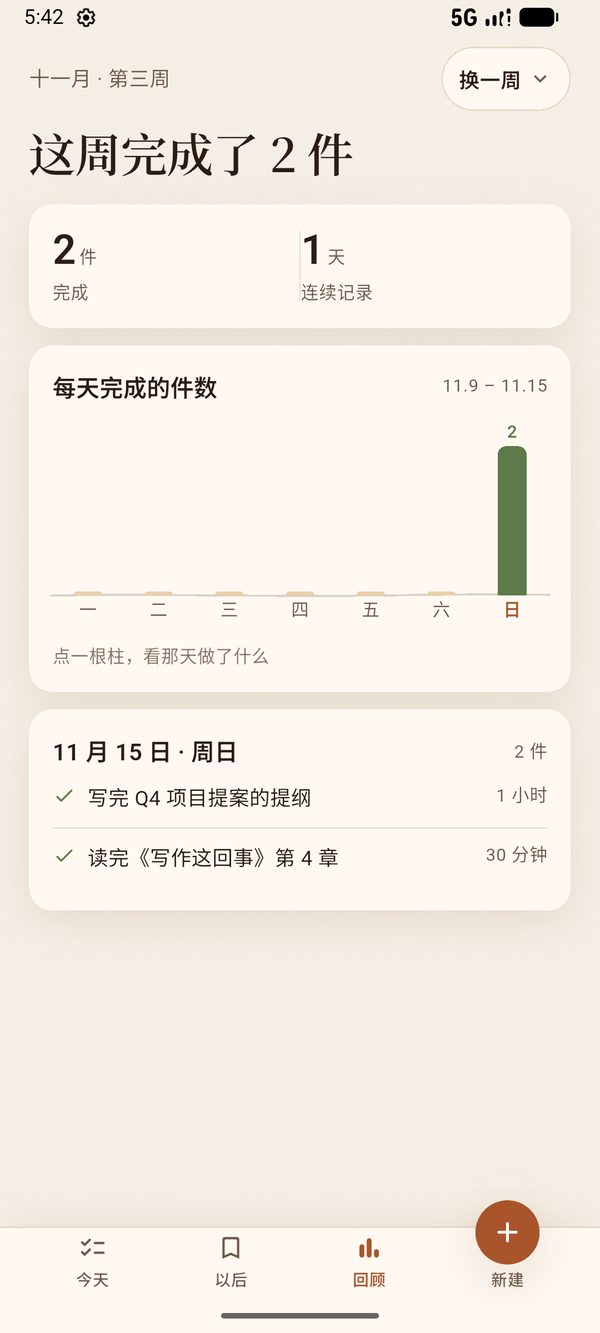 5:42 5G
十一月 · 第三周
换一周
这周完成了 2 件
2 件
完成
1 天
连续记录
每天完成的件数
11.9 – 11.15
2
一 二 三 四 五 六 日
点一根柱，看那天做了什么
11 月 15 日 · 周日
2 件
写完 Q4 项目提案的提纲
1 小时
读完《写作这回事》第 4 章
30 分钟
今天 以后 回顾 新建